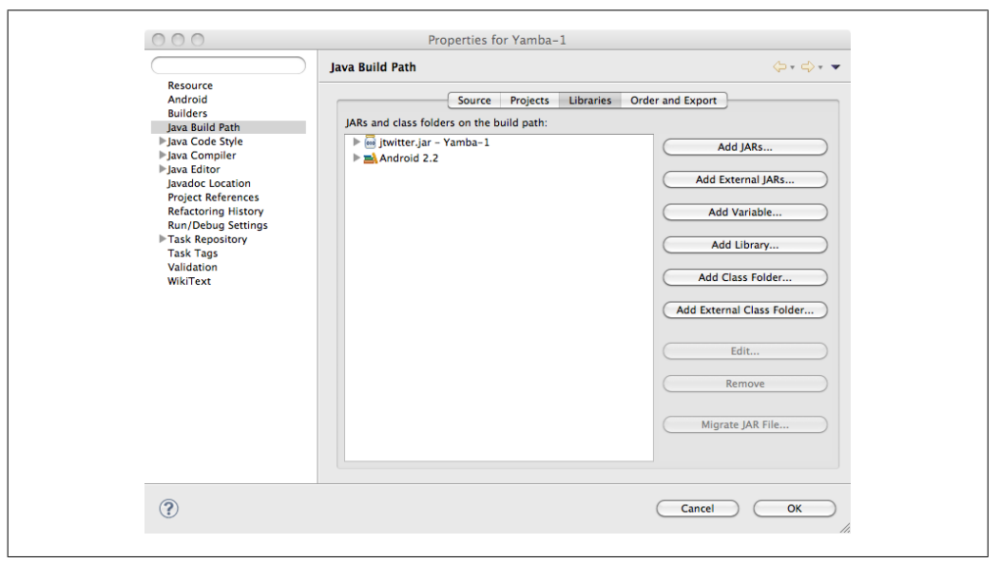 Properties for Yamba-1
Java Build Path
Resource
Android
Builders
Java Build Path
Java Code Style
Java Compiler
Java Editor
Javadoc Location
Project References
Refactoring History
Run/Debug Settings
Task Repository
Task Tags
Validation
WikiText
Source Projects Libraries Order and Export
JARs and class folders on the build path:
jtwitter.jar - Yamba-1
Android 2.2
Add JARs...
Add External JARs...
Add Variable...
Add Library...
Add Class Folder...
Add External Class Folder...
Edit...
Remove
Migrate JAR File...
?
Cancel OK